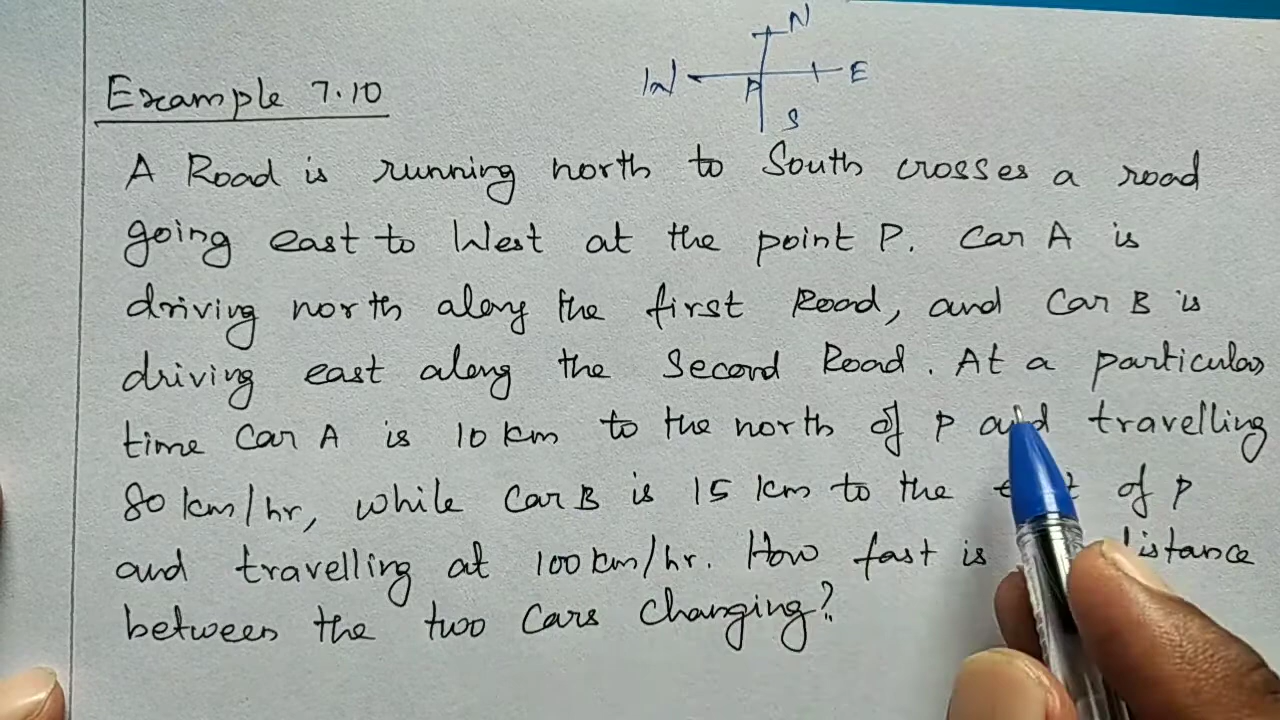 N
W P E
S
Example 7.10
A Road is running north to South crosses a road
going east to West at the point P. Car A is
driving north along the first Road, and Car B is
driving east along the Second Road. At a particular
time Car A is 10 km to the north of P and travelling
80 km/hr, while Car B is 15 km to the of P
and travelling at 100 km/hr. How fast is distance
between the two Cars Changing?